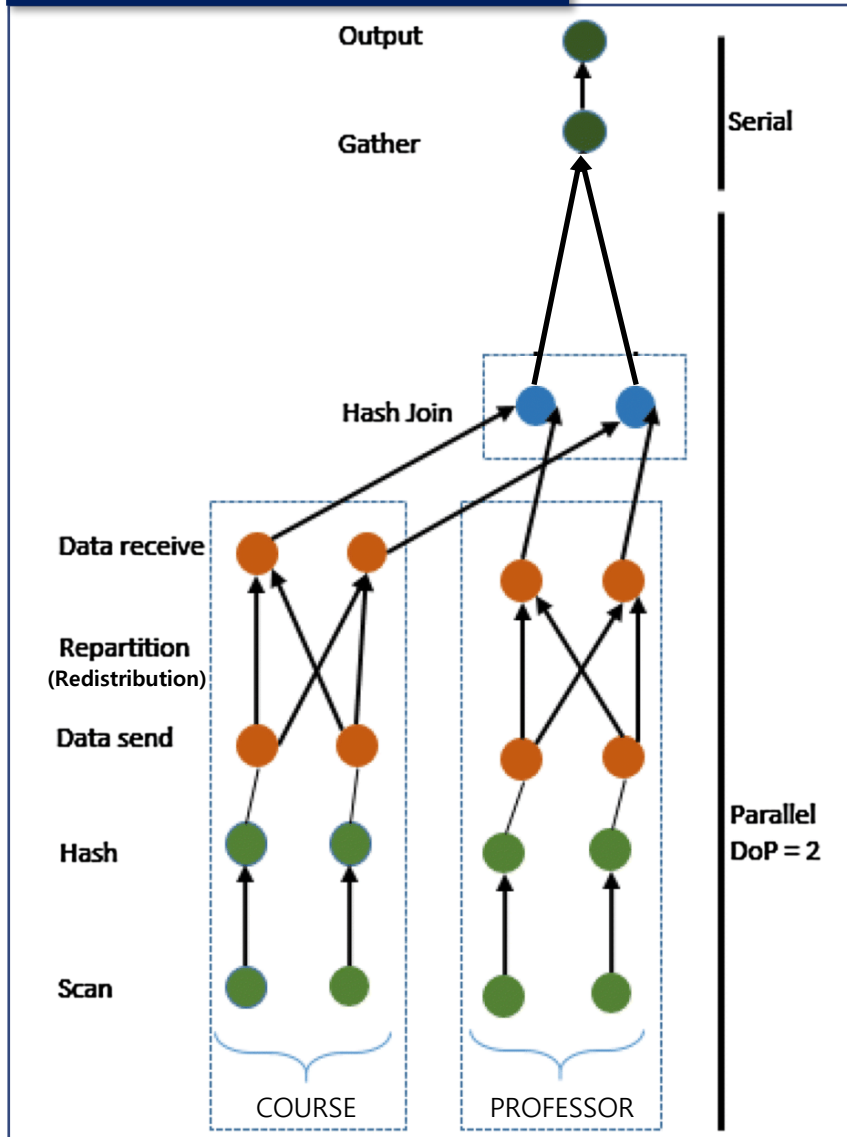 Output
Serial
Gather
Hash Join
Data receive
Repartition
(Redistribution)
Data send
Parallel
DoP = 2
Hash
Scan
COURSE
PROFESSOR